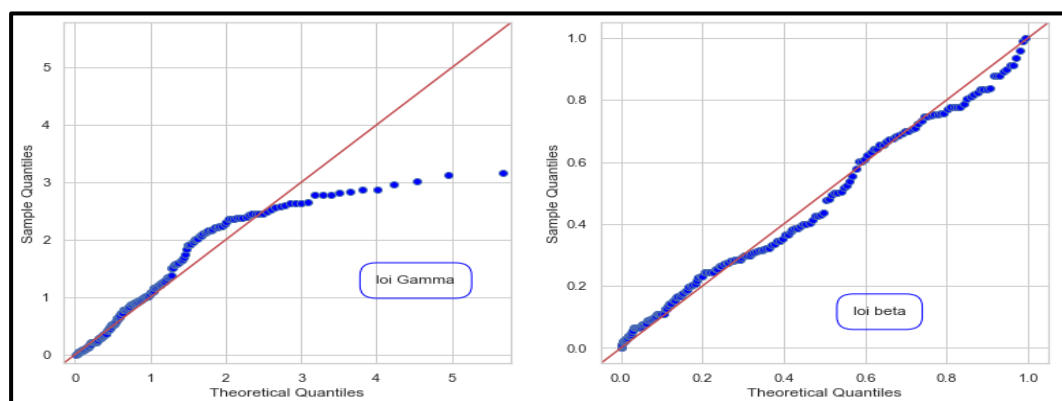 Sample Quantiles
5
4
3
2
1
0
loi Gamma
0 1 2 3 4 5
Theoretical Quantiles
Sample Quantiles
1.0
0.8
0.6
0.4
0.2
0.0
loi beta
0.0 0.2 0.4 0.6 0.8 1.0
Theoretical Quantiles